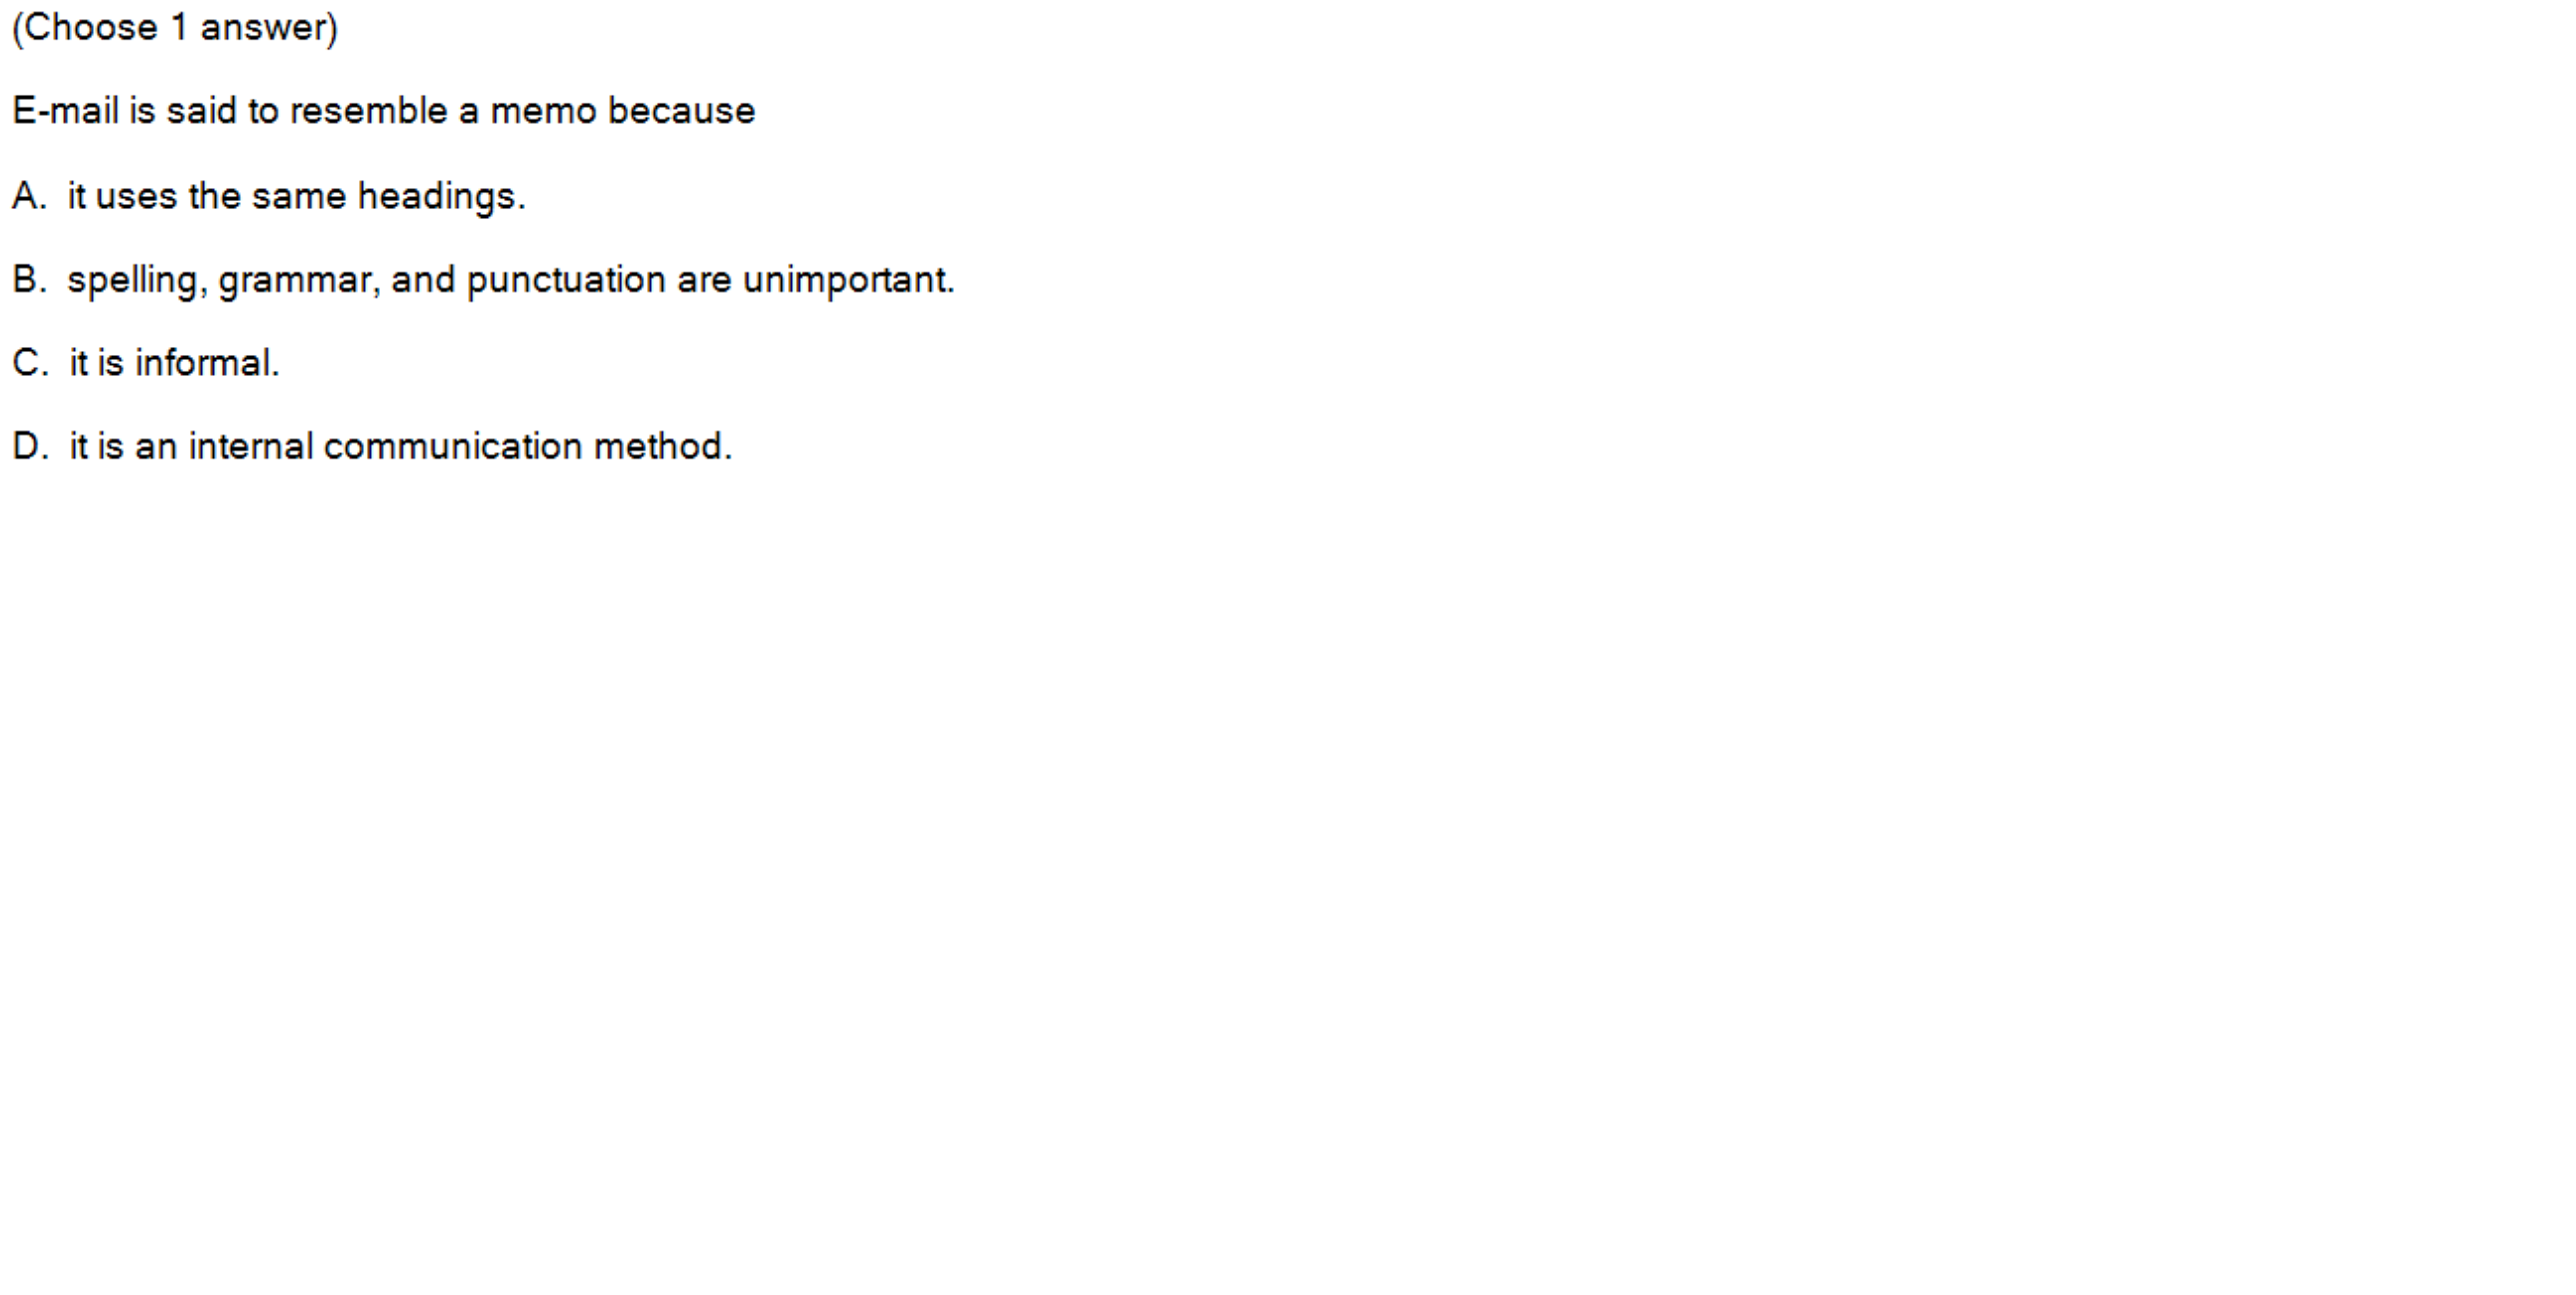 (Choose 1 answer)
E-mail is said to resemble a memo because
A. it uses the same headings.
B. spelling, grammar, and punctuation are unimportant.
C. it is informal.
D. it is an internal communication method.